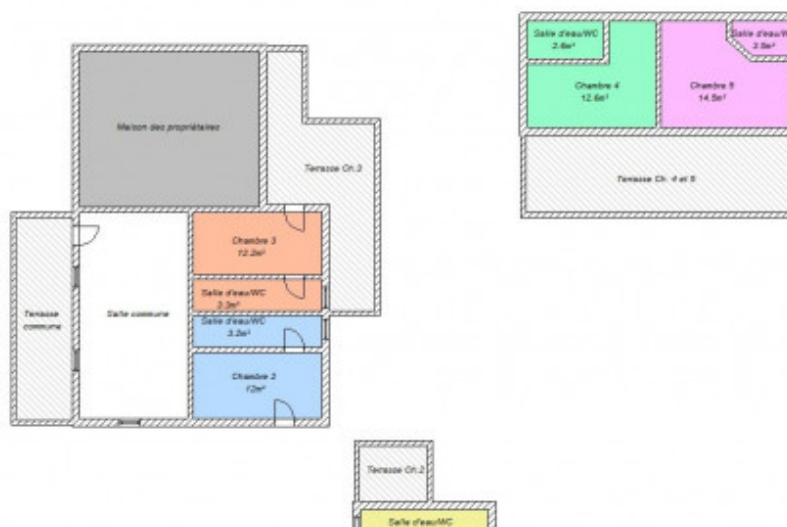 Maison des propriétaires
Terrasse Ch.3
Chambre 3
12.2m²
Salle d'eau/WC
3.3m²
Salle d'eau/WC
3.2m²
Chambre 2
12m²
Salle commune
Terrasse
commune
Salle d'eau/WC
2.6m²
Chambre 4
12.6m²
Salle d'eau/W
Chambre 5
14.5m²
Terrasse Ch. 4 et 5
Terrasse Ch.2
Salle d'eau/WC